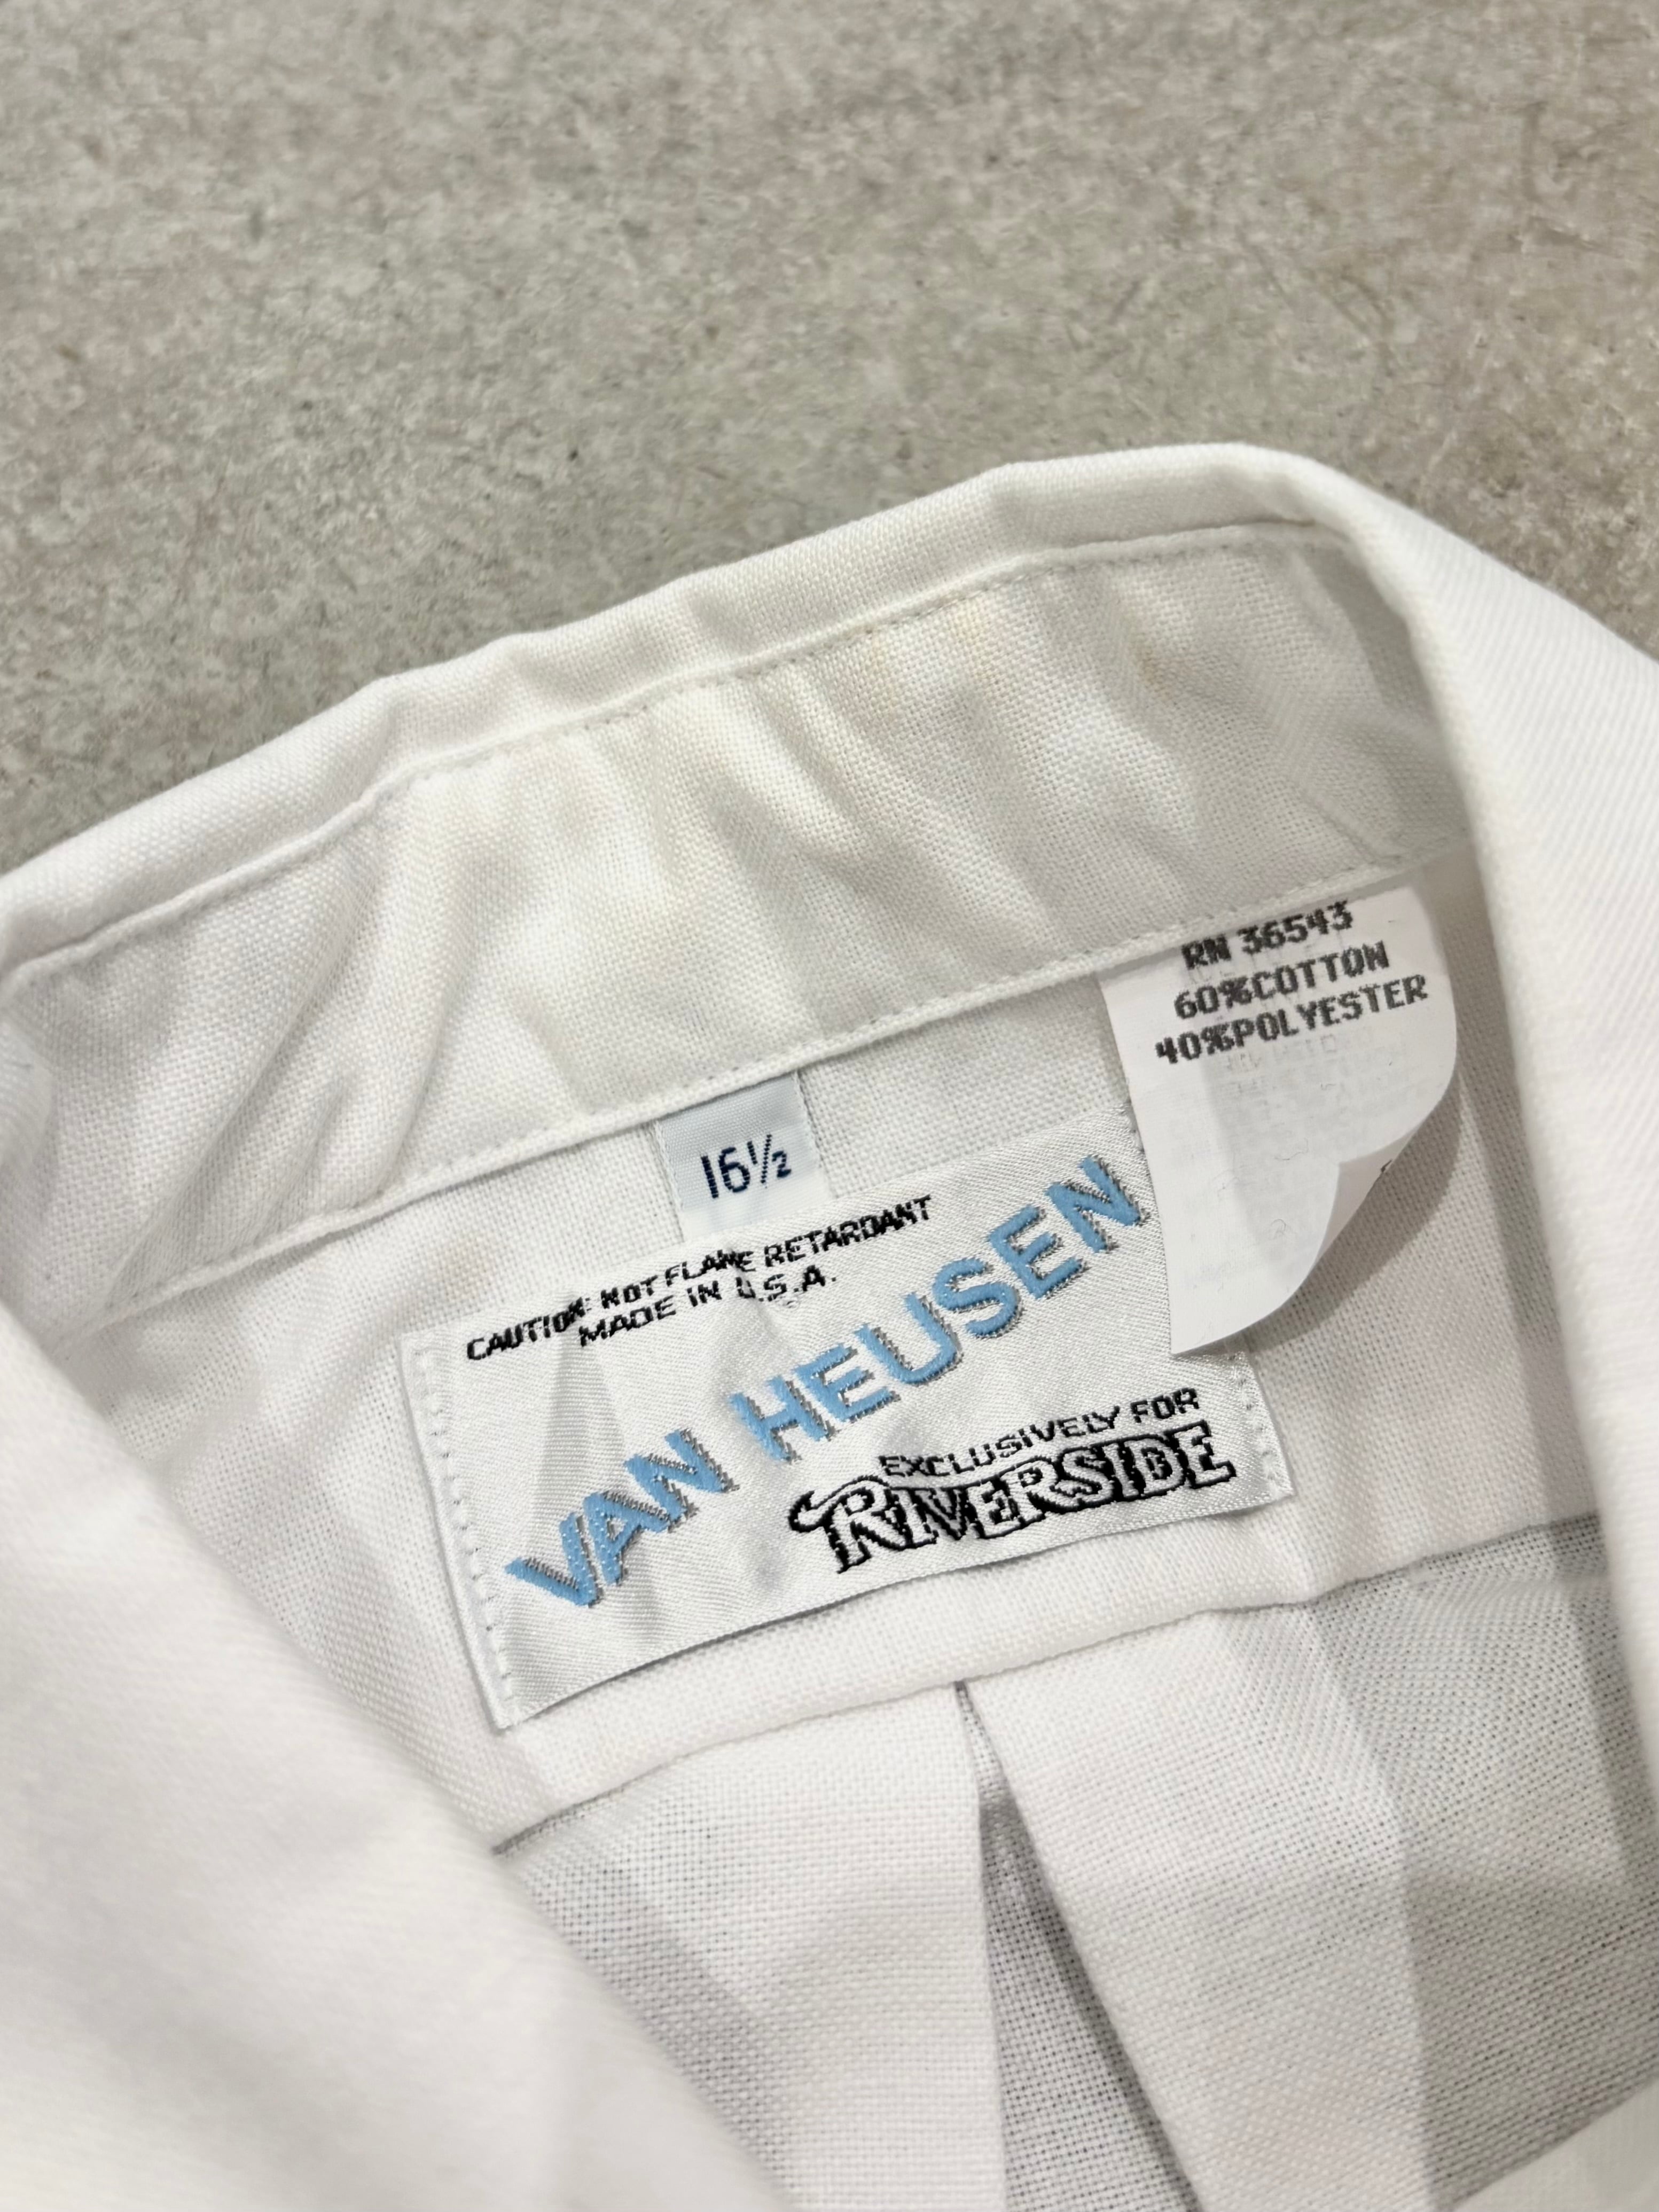 RN 36543
60%COTTON
40%POLYESTER
16½
CAUTION: NOT FLAME RETARDANT
MADE IN U.S.A.
VAN HEUSEN
EXCLUSIVELY FOR
RIVERSIDE